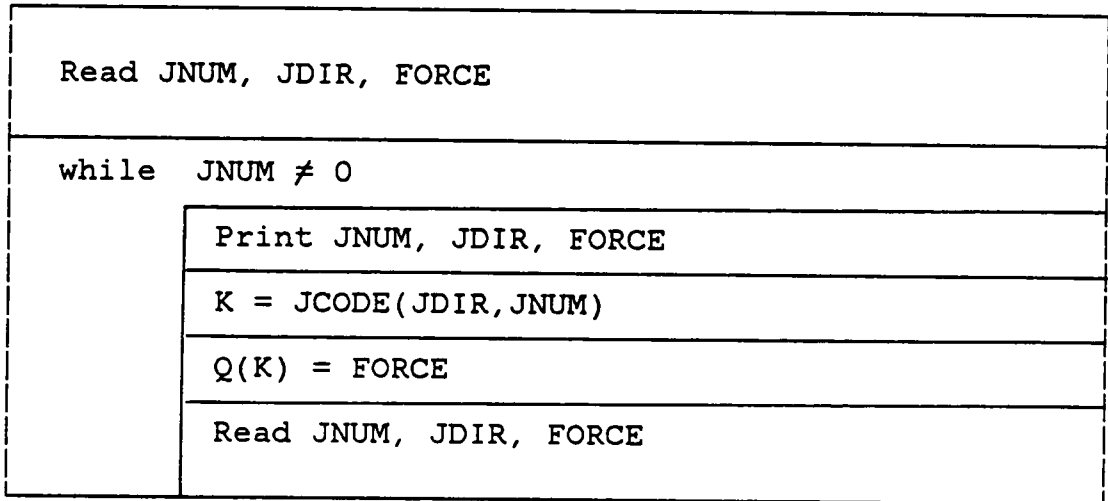 Read JNUM, JDIR, FORCE
while JNUM ≠ 0
Print JNUM, JDIR, FORCE
K = JCODE(JDIR,JNUM)
Q(K) = FORCE
Read JNUM, JDIR, FORCE